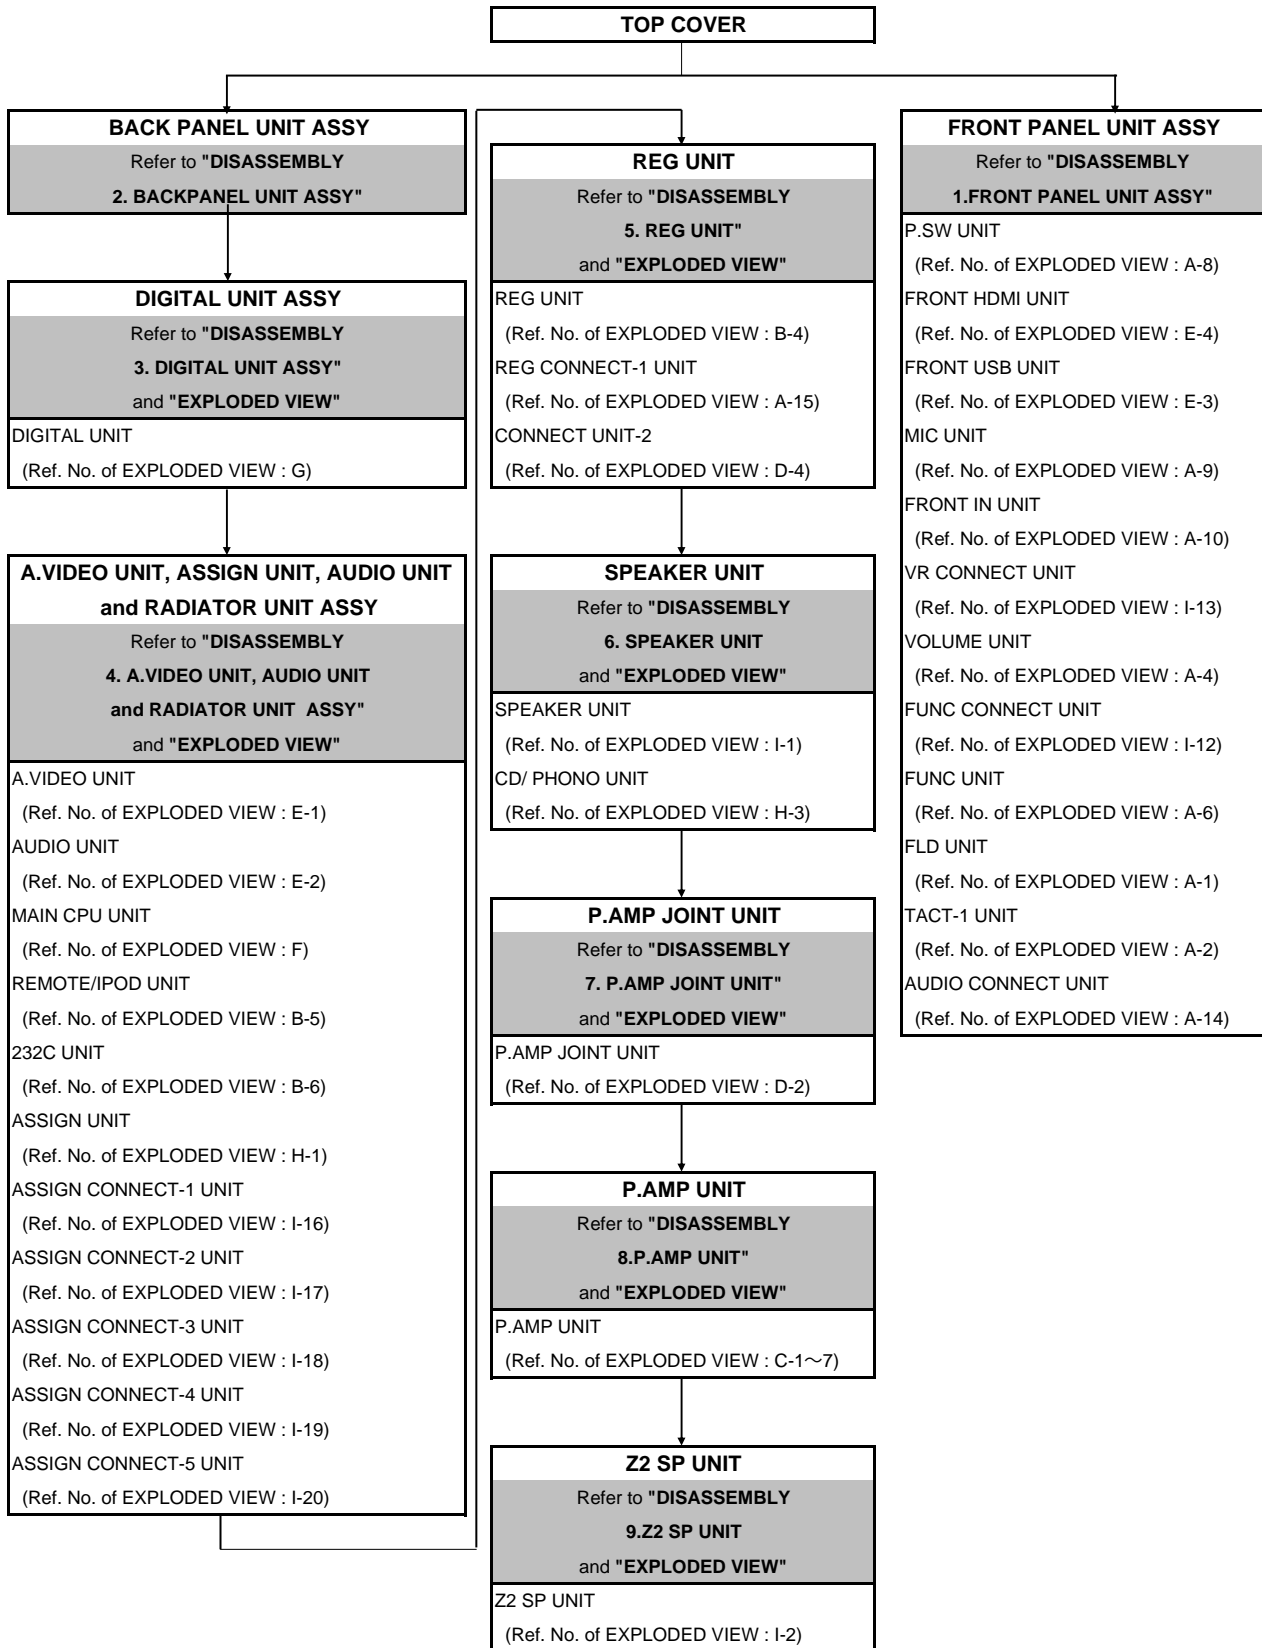 TOP COVER
BACK PANEL UNIT ASSY
Refer to "DISASSEMBLY
2. BACKPANEL UNIT ASSY"
DIGITAL UNIT ASSY
Refer to "DISASSEMBLY
3. DIGITAL UNIT ASSY"
and "EXPLODED VIEW"
DIGITAL UNIT
(Ref. No. of EXPLODED VIEW : G)
A.VIDEO UNIT, ASSIGN UNIT, AUDIO UNIT
and RADIATOR UNIT ASSY
Refer to "DISASSEMBLY
4. A.VIDEO UNIT, AUDIO UNIT
and RADIATOR UNIT  ASSY"
and "EXPLODED VIEW"
A.VIDEO UNIT
(Ref. No. of EXPLODED VIEW : E-1)
AUDIO UNIT
(Ref. No. of EXPLODED VIEW : E-2)
MAIN CPU UNIT
(Ref. No. of EXPLODED VIEW : F)
REMOTE/IPOD UNIT
(Ref. No. of EXPLODED VIEW : B-5)
232C UNIT
(Ref. No. of EXPLODED VIEW : B-6)
ASSIGN UNIT
(Ref. No. of EXPLODED VIEW : H-1)
ASSIGN CONNECT-1 UNIT
(Ref. No. of EXPLODED VIEW : I-16)
ASSIGN CONNECT-2 UNIT
(Ref. No. of EXPLODED VIEW : I-17)
ASSIGN CONNECT-3 UNIT
(Ref. No. of EXPLODED VIEW : I-18)
ASSIGN CONNECT-4 UNIT
(Ref. No. of EXPLODED VIEW : I-19)
ASSIGN CONNECT-5 UNIT
(Ref. No. of EXPLODED VIEW : I-20)
REG UNIT
Refer to "DISASSEMBLY
5. REG UNIT"
and "EXPLODED VIEW"
REG UNIT
(Ref. No. of EXPLODED VIEW : B-4)
REG CONNECT-1 UNIT
(Ref. No. of EXPLODED VIEW : A-15)
CONNECT UNIT-2
(Ref. No. of EXPLODED VIEW : D-4)
SPEAKER UNIT
Refer to "DISASSEMBLY
6. SPEAKER UNIT
and "EXPLODED VIEW"
SPEAKER UNIT
(Ref. No. of EXPLODED VIEW : I-1)
CD/ PHONO UNIT
(Ref. No. of EXPLODED VIEW : H-3)
P.AMP JOINT UNIT
Refer to "DISASSEMBLY
7. P.AMP JOINT UNIT"
and "EXPLODED VIEW"
P.AMP JOINT UNIT
(Ref. No. of EXPLODED VIEW : D-2)
P.AMP UNIT
Refer to "DISASSEMBLY
8.P.AMP UNIT"
and "EXPLODED VIEW"
P.AMP UNIT
(Ref. No. of EXPLODED VIEW : C-1～7)
Z2 SP UNIT
Refer to "DISASSEMBLY
9.Z2 SP UNIT
and "EXPLODED VIEW"
Z2 SP UNIT
(Ref. No. of EXPLODED VIEW : I-2)
FRONT PANEL UNIT ASSY
Refer to "DISASSEMBLY
1.FRONT PANEL UNIT ASSY"
P.SW UNIT
(Ref. No. of EXPLODED VIEW : A-8)
FRONT HDMI UNIT
(Ref. No. of EXPLODED VIEW : E-4)
FRONT USB UNIT
(Ref. No. of EXPLODED VIEW : E-3)
MIC UNIT
(Ref. No. of EXPLODED VIEW : A-9)
FRONT IN UNIT
(Ref. No. of EXPLODED VIEW : A-10)
VR CONNECT UNIT
(Ref. No. of EXPLODED VIEW : I-13)
VOLUME UNIT
(Ref. No. of EXPLODED VIEW : A-4)
FUNC CONNECT UNIT
(Ref. No. of EXPLODED VIEW : I-12)
FUNC UNIT
(Ref. No. of EXPLODED VIEW : A-6)
FLD UNIT
(Ref. No. of EXPLODED VIEW : A-1)
TACT-1 UNIT
(Ref. No. of EXPLODED VIEW : A-2)
AUDIO CONNECT UNIT
(Ref. No. of EXPLODED VIEW : A-14)